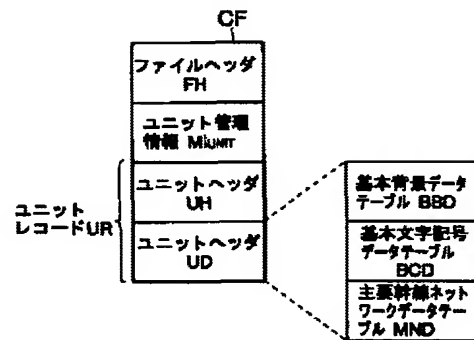 CF
ファイルヘッダ
FH
ユニット管理
情報 MIUNIT
ユニットヘッダ
UH
ユニットヘッダ
UD
ユニット
レコードUR
基本背景データ
テーブル BBD
基本文字記号
データテーブル
BCD
主要幹線ネット
ワークデータテー
ブル MND